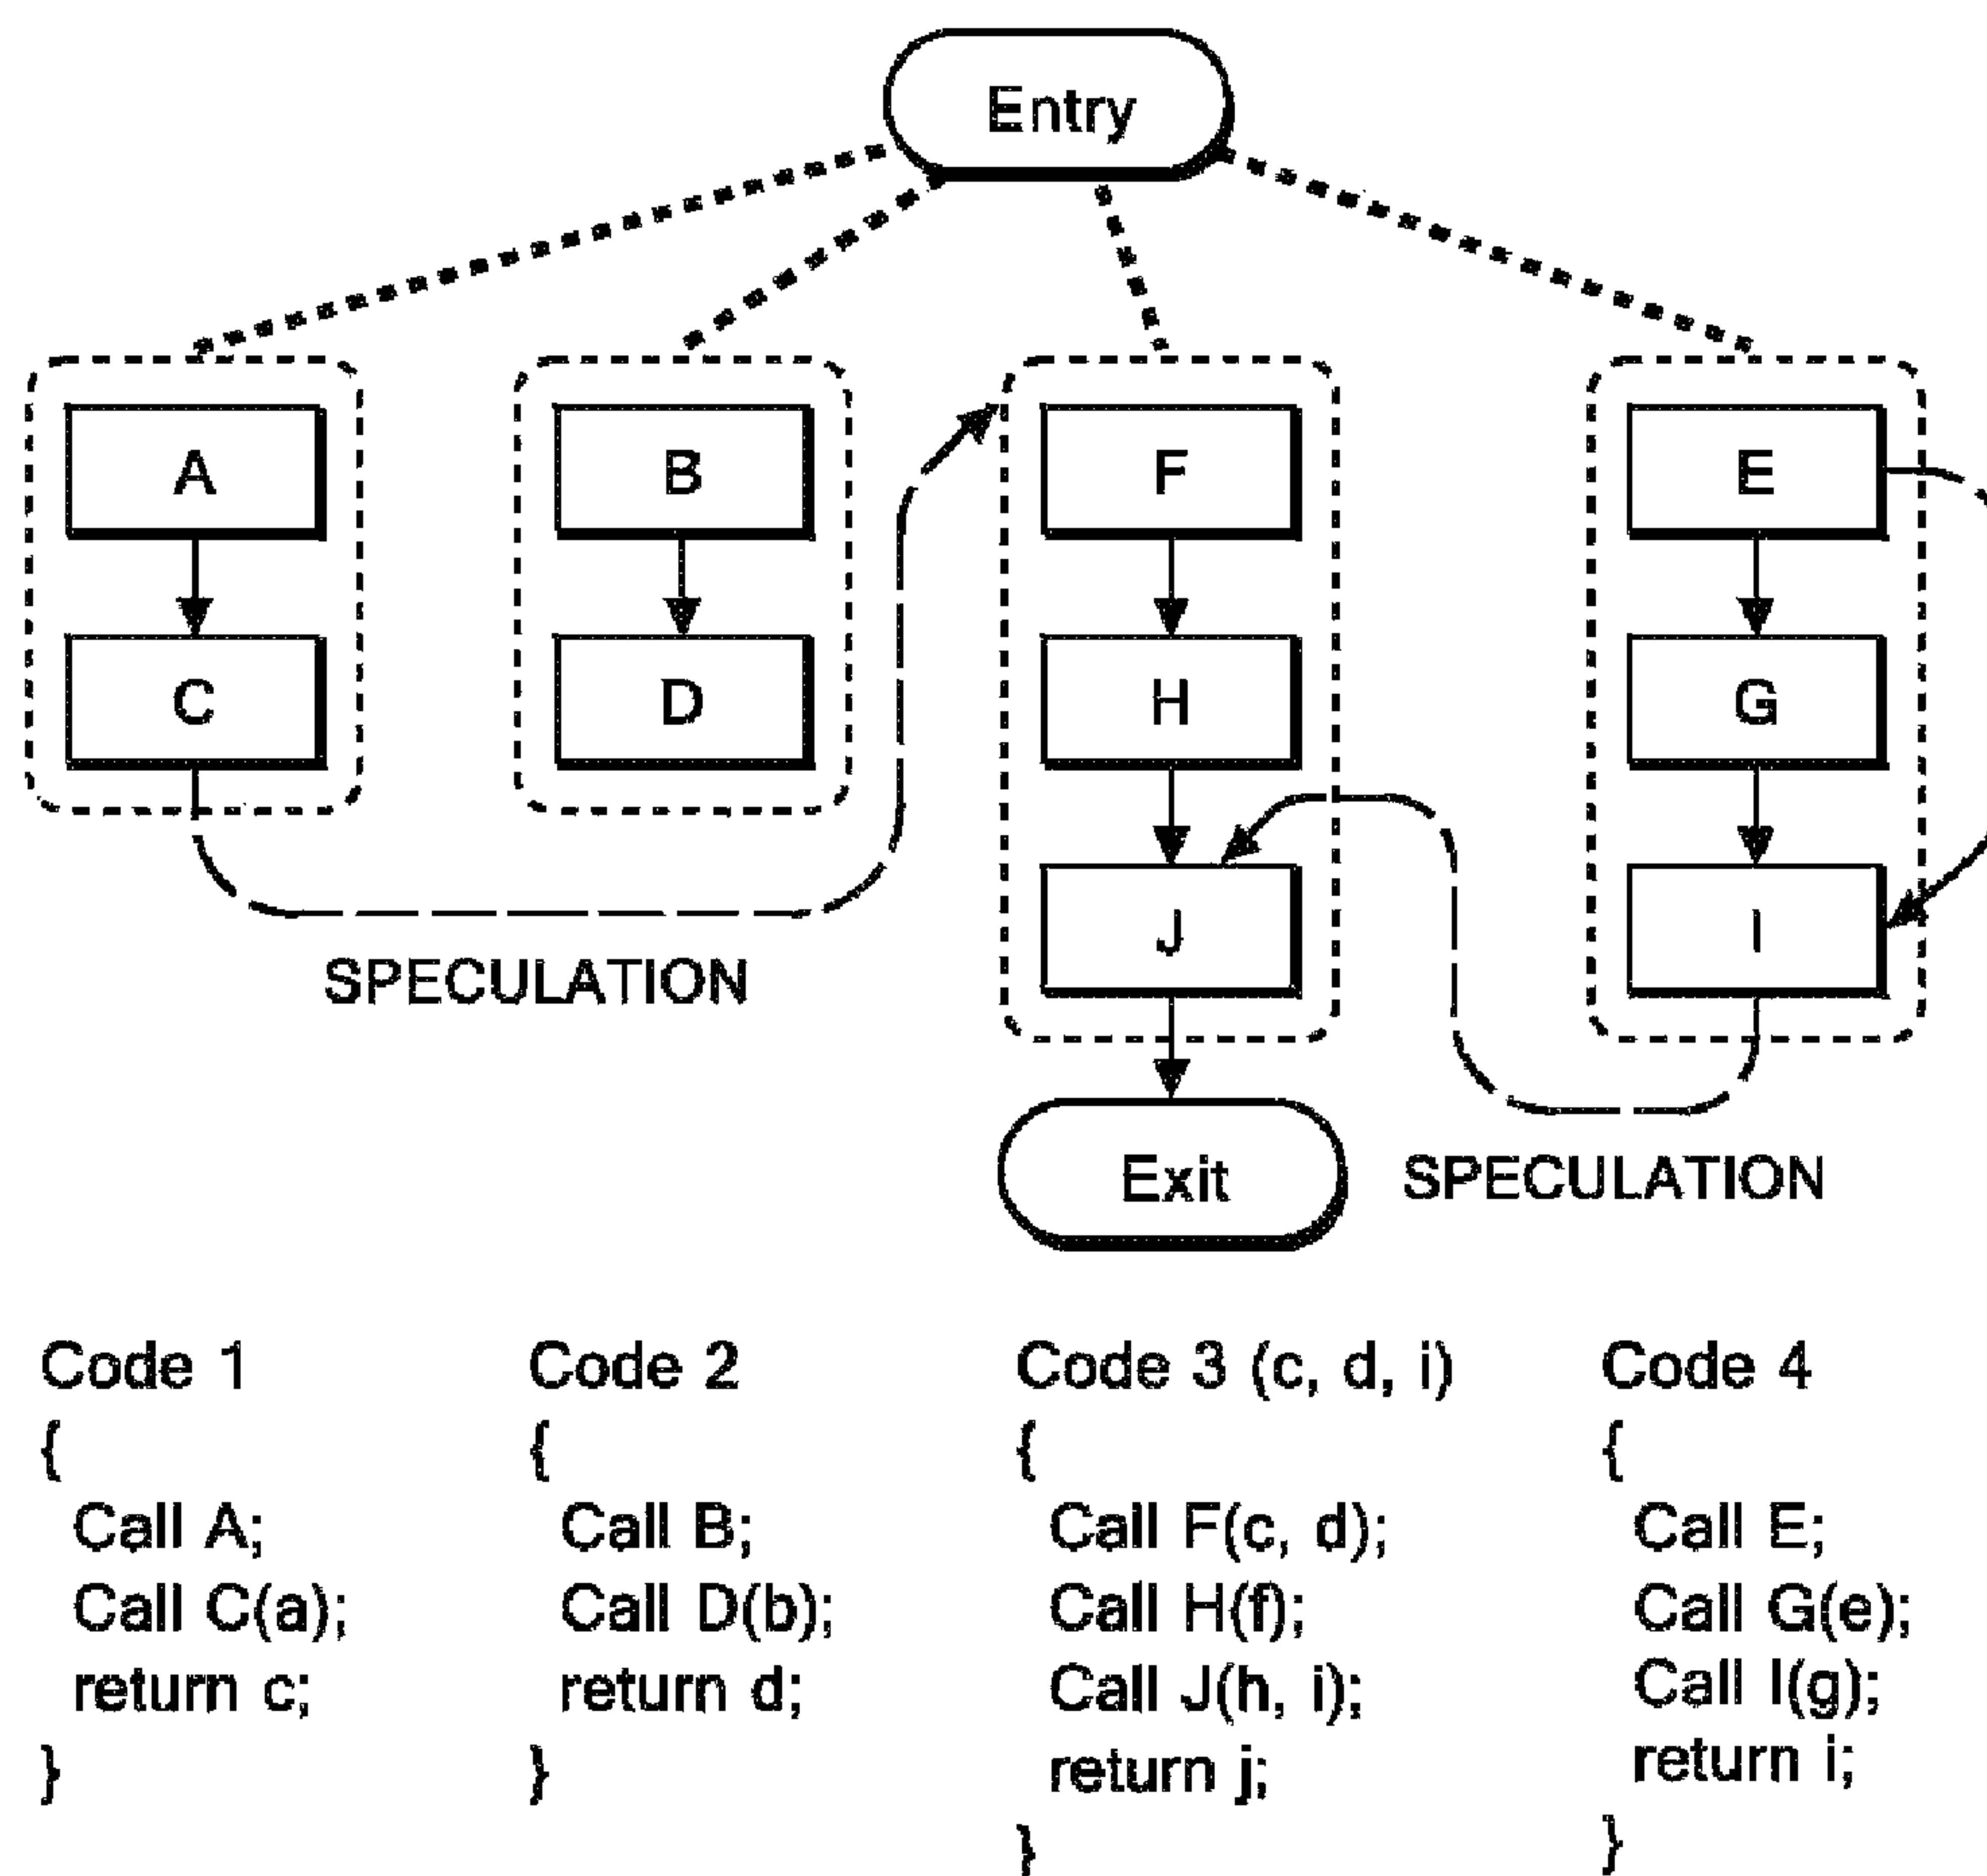 Entry
A
B
F
E
C
D
H
G
J
I
SPECULATION
Exit
SPECULATION
Code 1
{
Call A;
Call C(a);
return c;
}
Code 2
{
Call B;
Call D(b);
return d;
}
Code 3 (c, d, i)
{
Call F(c, d);
Call H(f);
Call J(h, i);
return j;
}
Code 4
{
Call E;
Call G(e);
Call I(g);
return i;
}